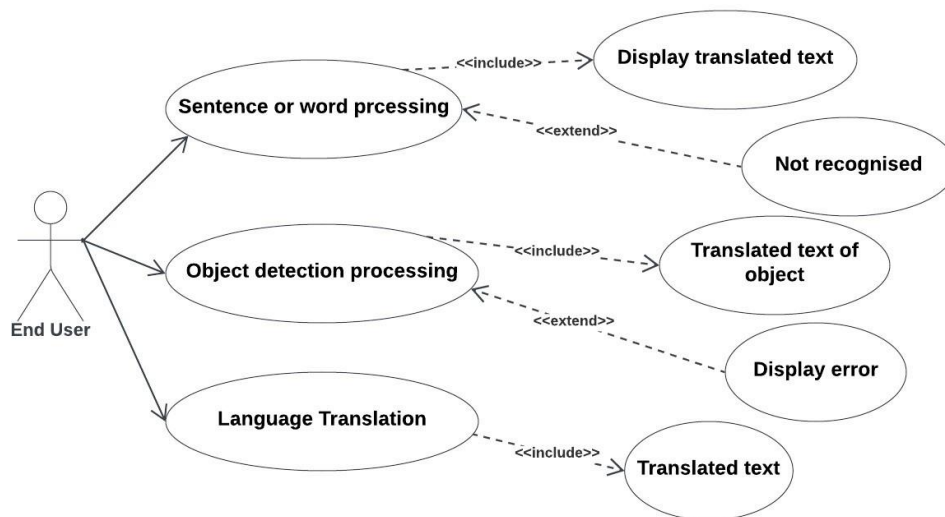 Display translated text
<<include>>
Sentence or word prcessing
<<extend>>
Not recognised
Translated text of
object
<<include>>
Object detection processing
<<extend>>
End User
Display error
Language Translation
<<include>>
Translated text